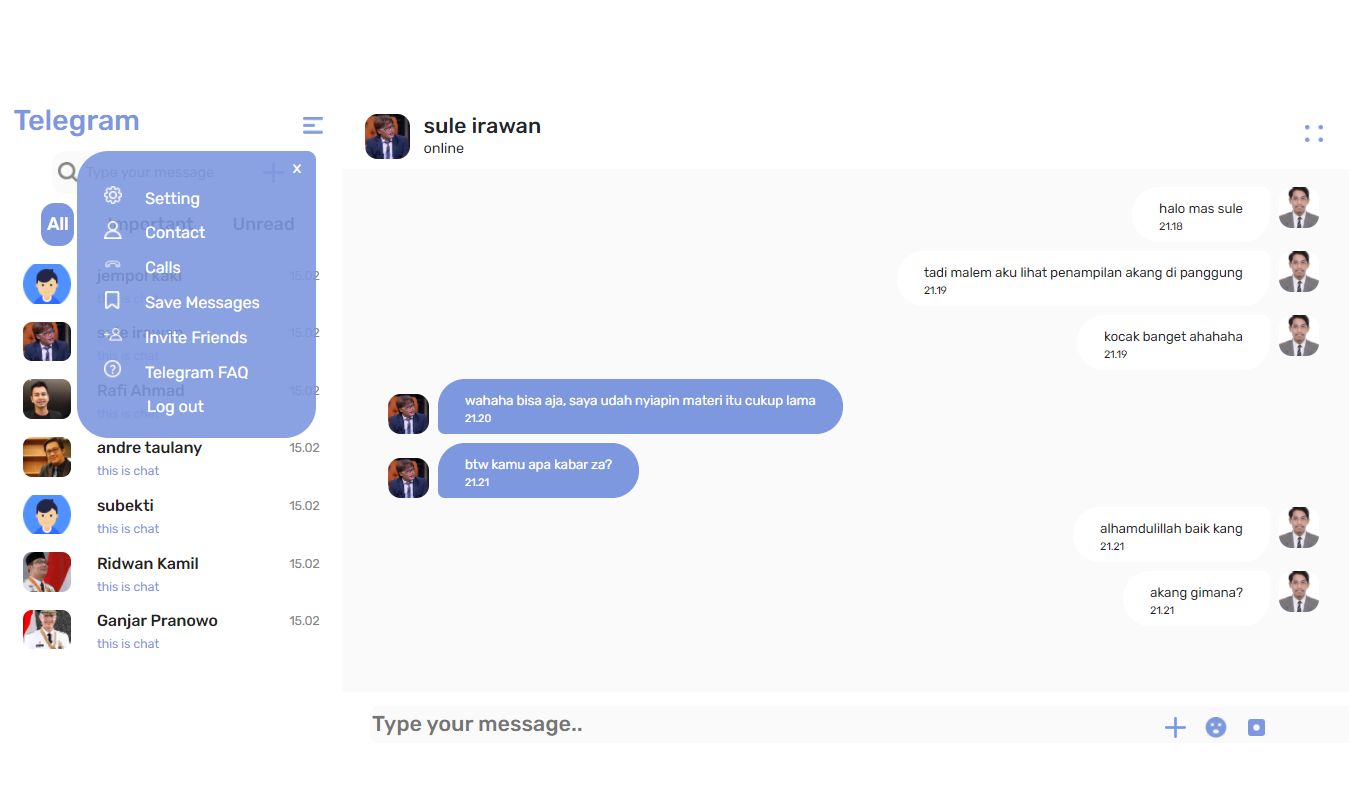 Telegram
Type your message
x
All
Important
Unread
Setting
Contact
Calls
Save Messages
Invite Friends
Telegram FAQ
Log out
jempol kaki
15.02
this is chat
sule irawan
15.02
this is chat
Rafi Ahmad
15.02
this is chat
andre taulany
15.02
this is chat
subekti
15.02
this is chat
Ridwan Kamil
15.02
this is chat
Ganjar Pranowo
15.02
this is chat
sule irawan
online
halo mas sule
21.18
tadi malem aku lihat penampilan akang di panggung
21.19
kocak banget ahahaha
21.19
wahaha bisa aja, saya udah nyiapin materi itu cukup lama
21.20
btw kamu apa kabar za?
21.21
alhamdulillah baik kang
21.21
akang gimana?
21.21
Type your message..